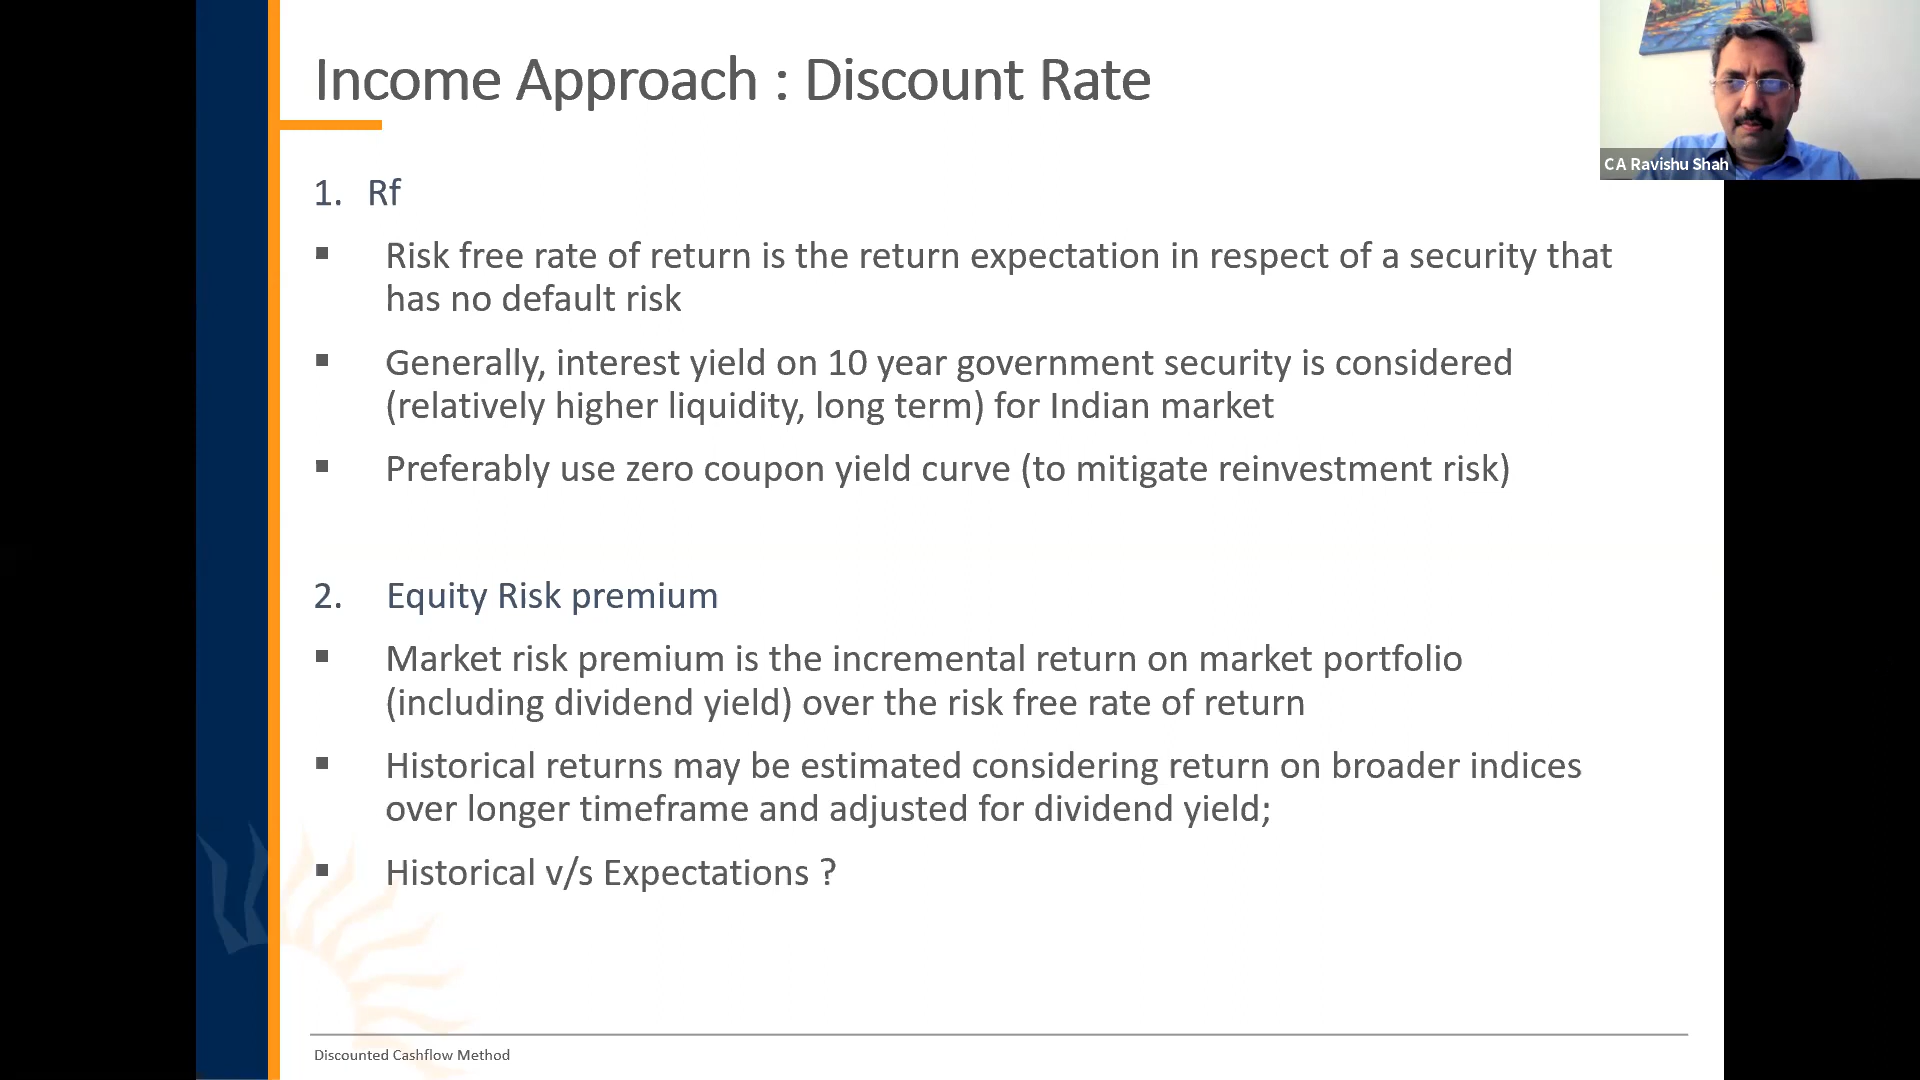 Income Approach : Discount Rate
CA Ravishu Shah
1. Rf
▪ Risk free rate of return is the return expectation in respect of a security that
has no default risk
▪ Generally, interest yield on 10 year government security is considered
(relatively higher liquidity, long term) for Indian market
▪ Preferably use zero coupon yield curve (to mitigate reinvestment risk)
2. Equity Risk premium
▪ Market risk premium is the incremental return on market portfolio
(including dividend yield) over the risk free rate of return
▪ Historical returns may be estimated considering return on broader indices
over longer timeframe and adjusted for dividend yield;
▪ Historical v/s Expectations ?
Discounted Cashflow Method